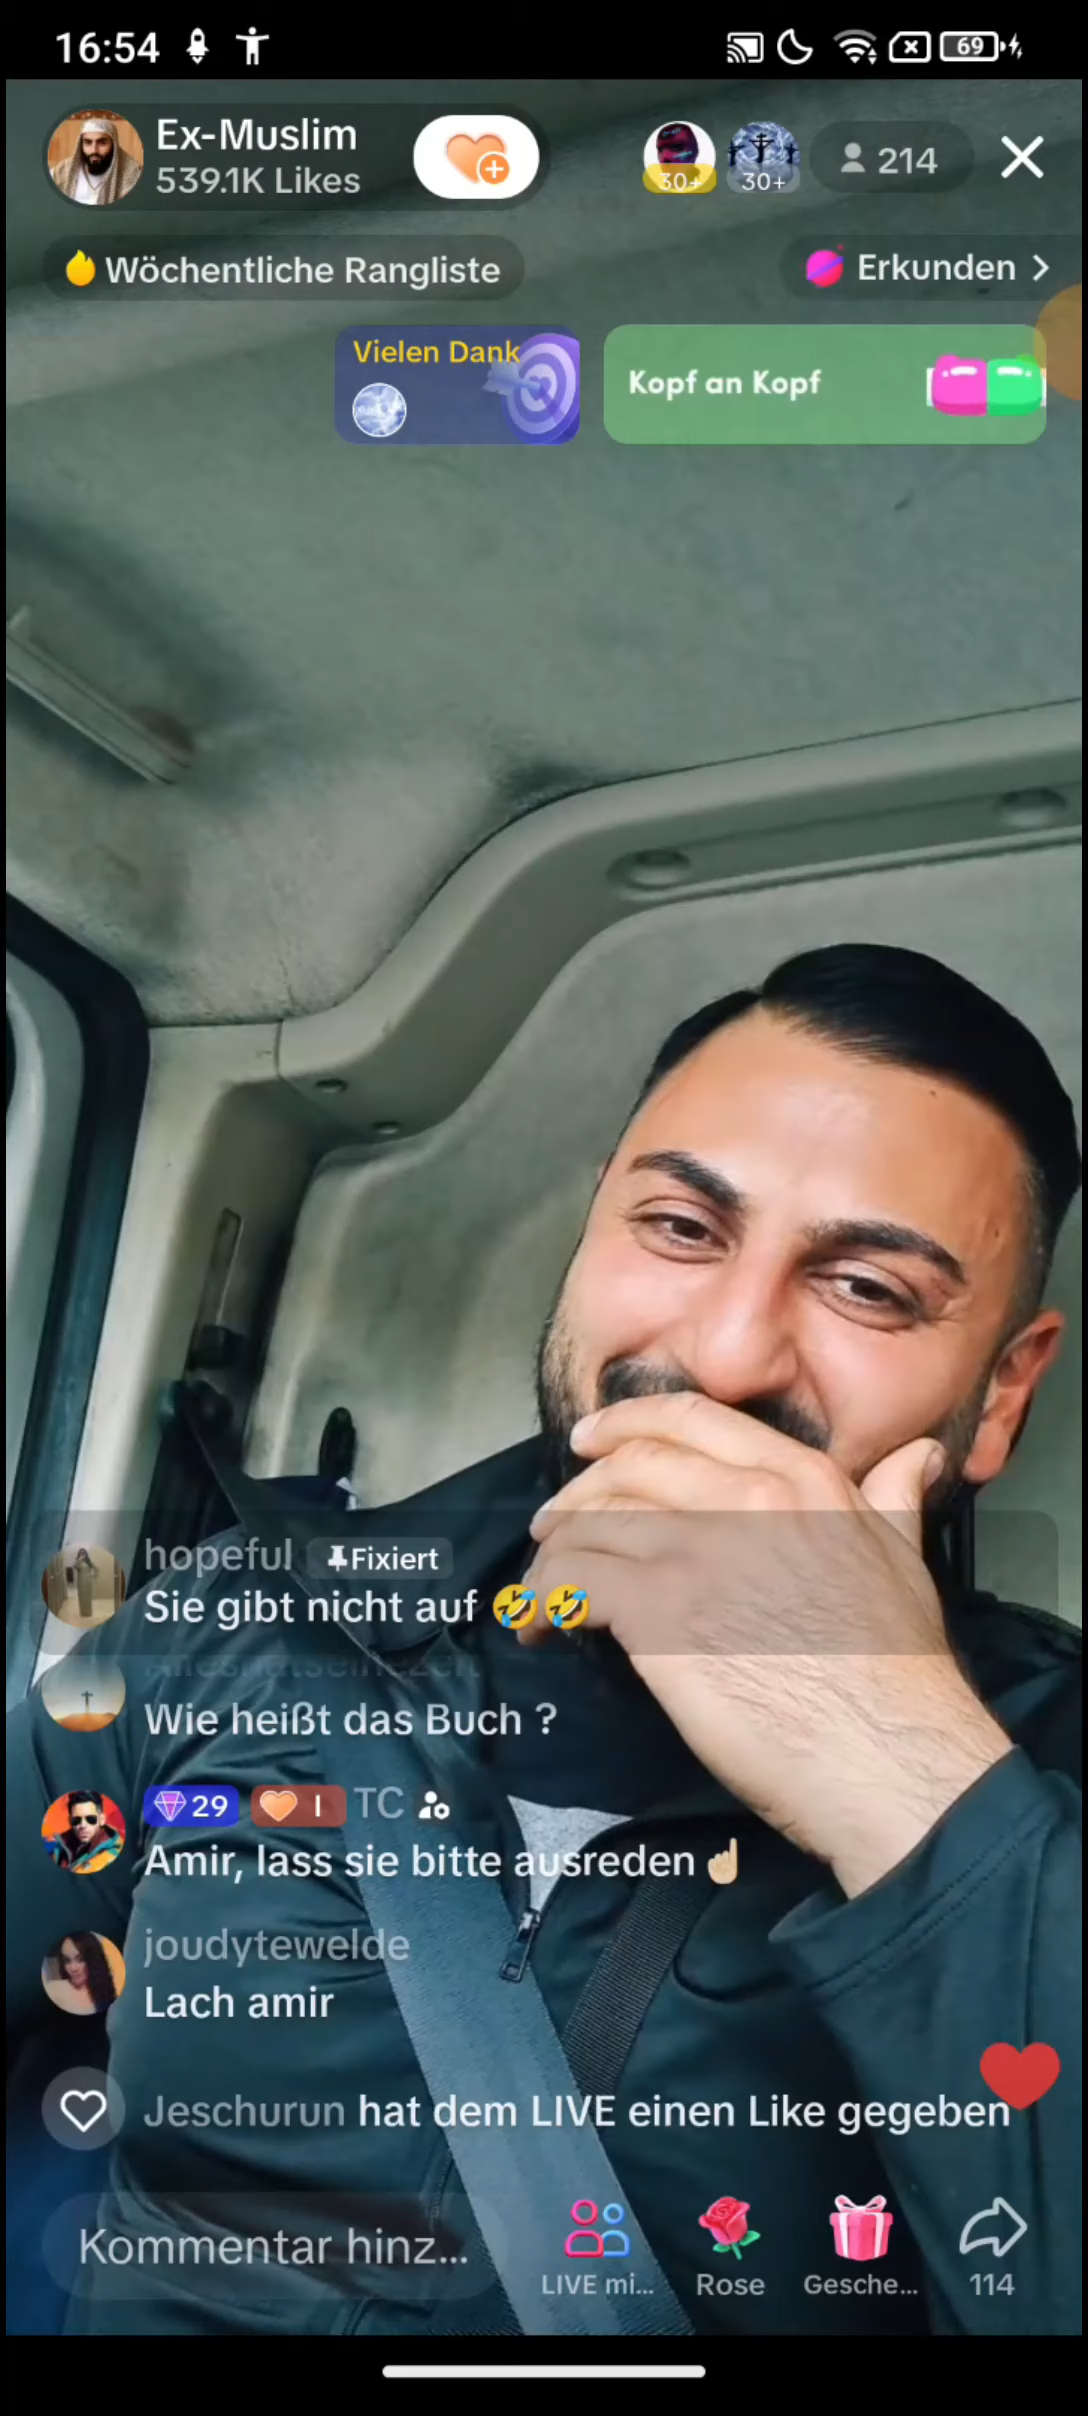 16:54
69
Ex-Muslim
539.1K Likes
30+
30+
214
Wöchentliche Rangliste
Erkunden
Vielen Dank
Kopf an Kopf
hopeful Fixiert
Sie gibt nicht auf 🤣🤣
Alleshatseinezeit
Wie heißt das Buch ?
29 I TC
Amir, lass sie bitte ausreden☝🏼
joudytewelde
Lach amir
Jeschurun hat dem LIVE einen Like gegeben
Kommentar hinz...
LIVE mi...
Rose
Gesche...
114